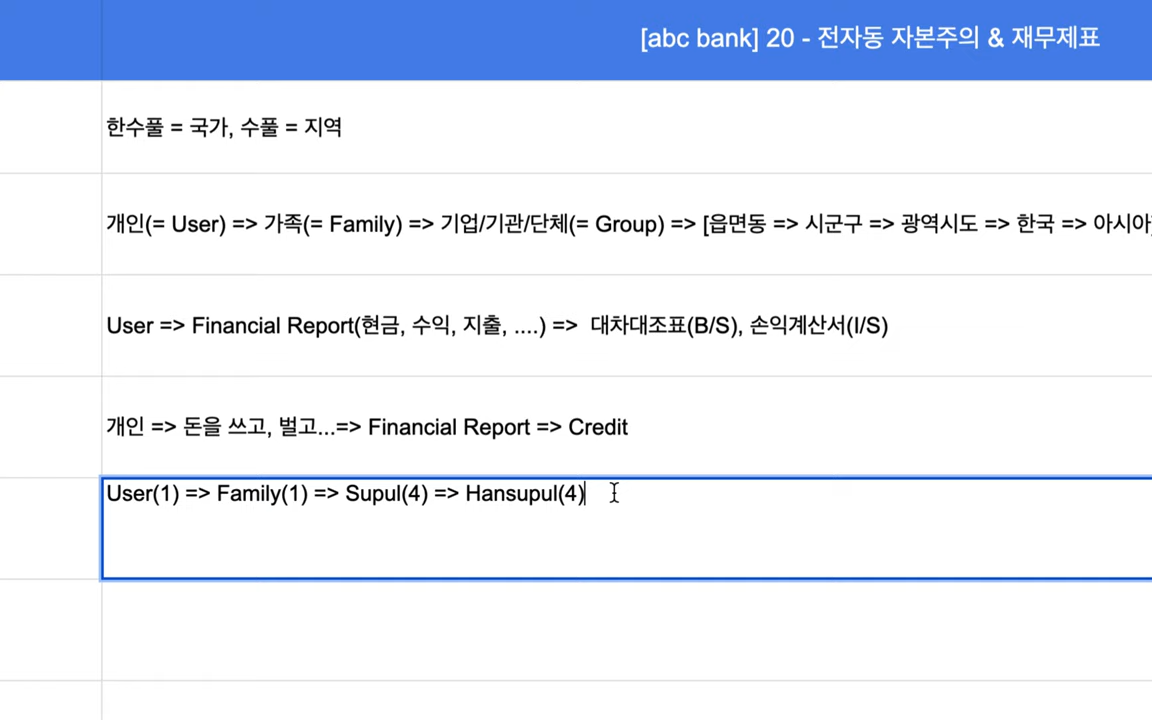 [abc bank] 20 - 전자동 자본주의 & 재무제표
한수풀 = 국가, 수풀 = 지역
개인(= User) => 가족(= Family) => 기업/기관/단체(= Group) => [읍면동 => 시군구 => 광역시도 => 한국 => 아시아]
User => Financial Report(현금, 수익, 지출, ....) => 대차대조표(B/S), 손익계산서(I/S)
개인 => 돈을 쓰고, 벌고...=> Financial Report => Credit
User(1) => Family(1) => Supul(4) => Hansupul(4)